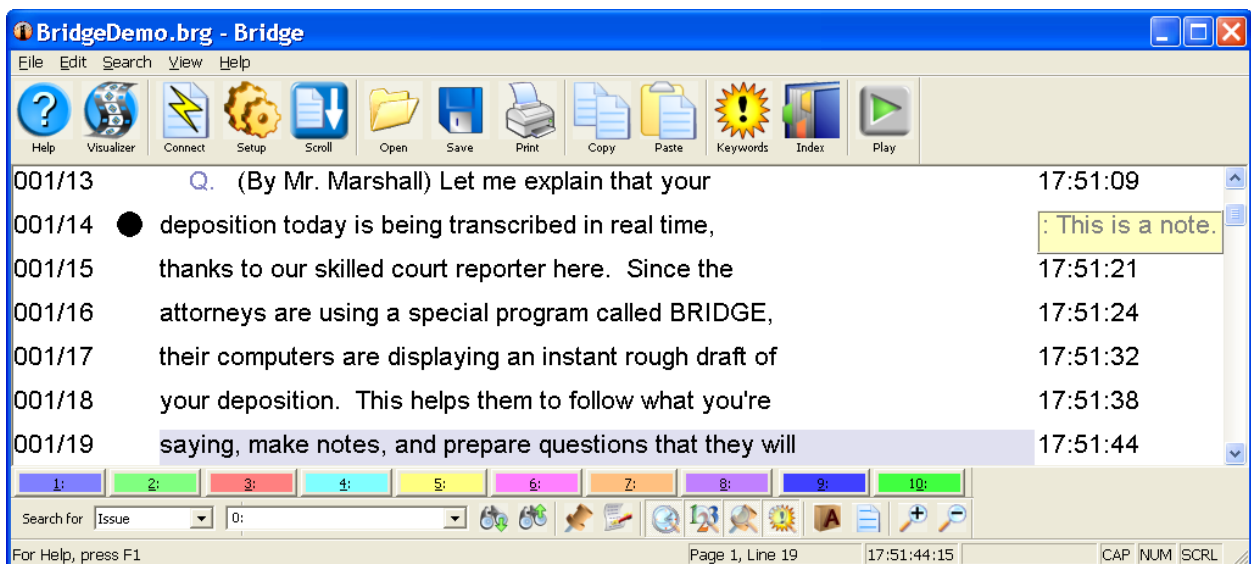 BridgeDemo.brg - Bridge
File Edit Search View Help
Help Visualizer Connect Setup Scroll Open Save Print Copy Paste Keywords Index Play
001/13 Q. (By Mr. Marshall) Let me explain that your 17:51:09
001/14 deposition today is being transcribed in real time, : This is a note.
001/15 thanks to our skilled court reporter here. Since the 17:51:21
001/16 attorneys are using a special program called BRIDGE, 17:51:24
001/17 their computers are displaying an instant rough draft of 17:51:32
001/18 your deposition. This helps them to follow what you're 17:51:38
001/19 saying, make notes, and prepare questions that they will 17:51:44
1: 2: 3: 4: 5: 6: 7: 8: 9: 10:
Search for Issue 0: 123 A
For Help, press F1 Page 1, Line 19 17:51:44:15 CAP NUM SCRL